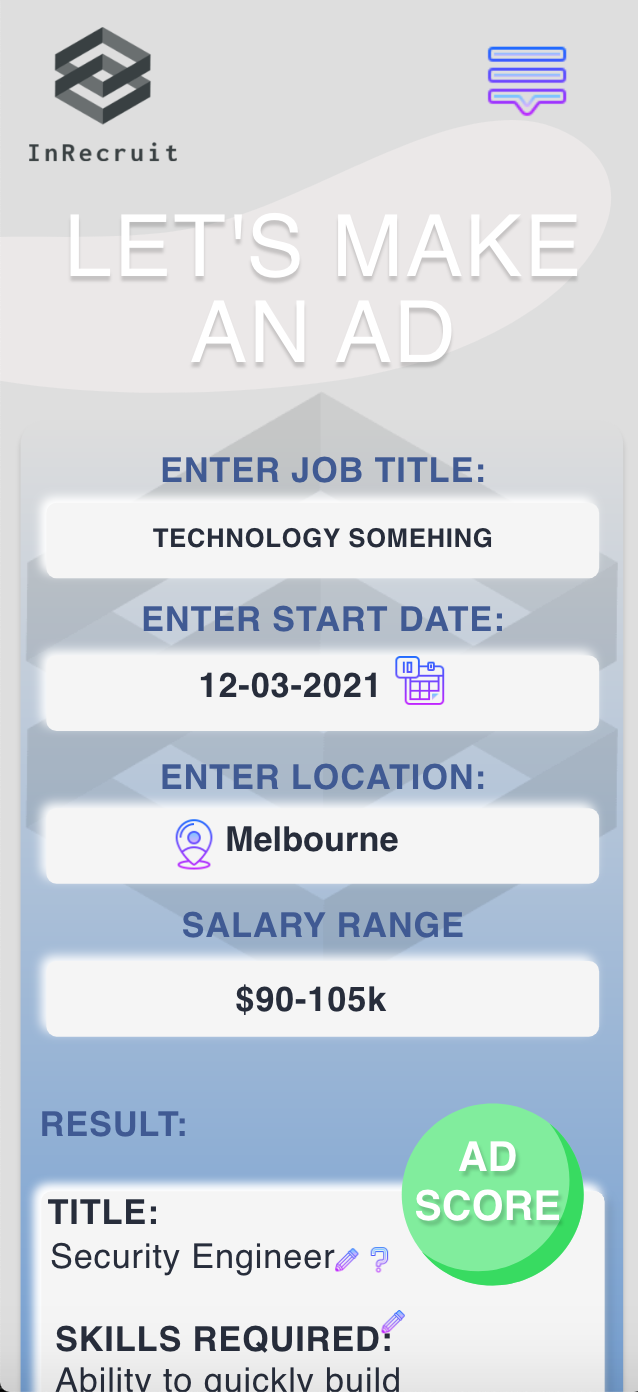 InRecruit
LET'S MAKE
AN AD
ENTER JOB TITLE:
TECHNOLOGY SOMEHING
ENTER START DATE:
12-03-2021
ENTER LOCATION:
Melbourne
SALARY RANGE
$90-105k
RESULT:
AD
SCORE
TITLE:
Security Engineer
SKILLS REQUIRED:
Ability to quickly build